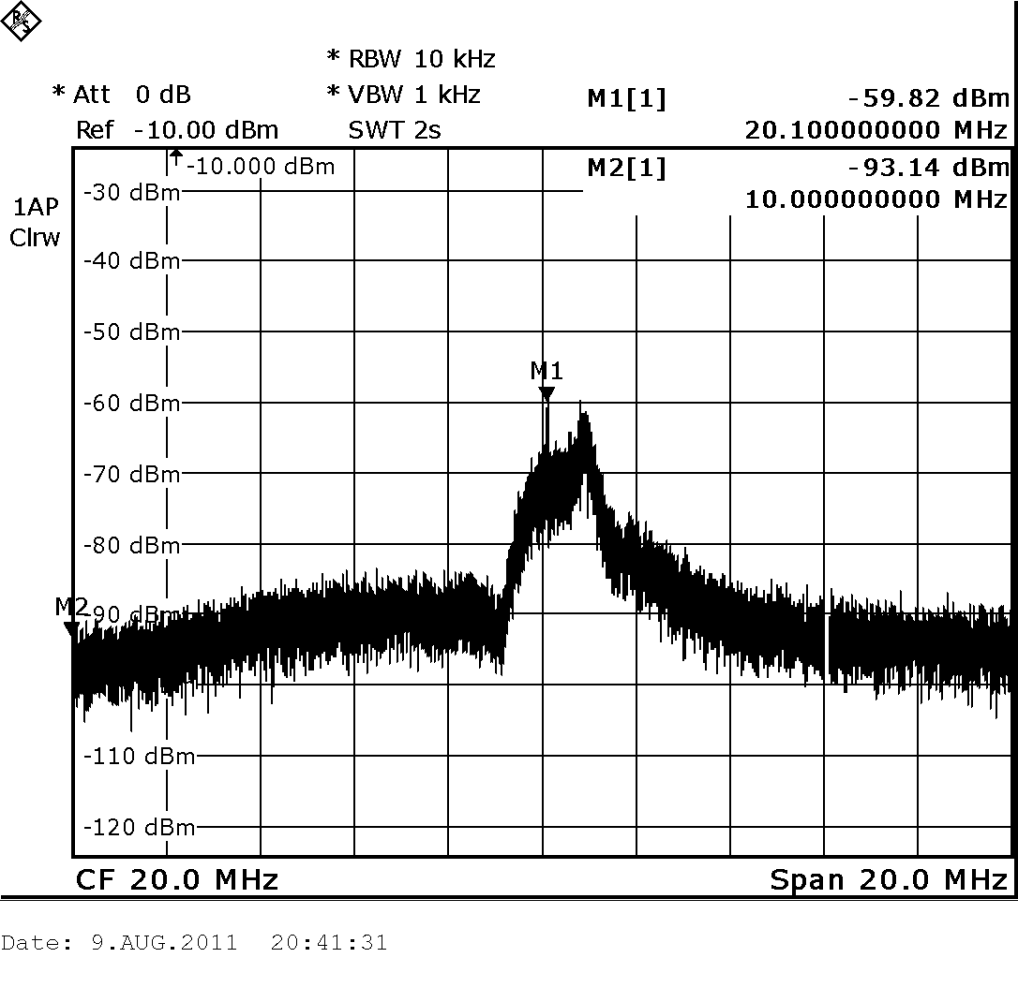 R&S
* RBW 10 kHz
* Att 0 dB * VBW 1 kHz M1[1] -59.82 dBm
Ref -10.00 dBm SWT 2s 20.100000000 MHz
-10.000 dBm M2[1] -93.14 dBm
-30 dBm 10.000000000 MHz
1AP
Clrw
-40 dBm
-50 dBm
M1
-60 dBm
-70 dBm
-80 dBm
M2
-90 dBm
-110 dBm
-120 dBm
CF 20.0 MHz Span 20.0 MHz
Date: 9.AUG.2011 20:41:31